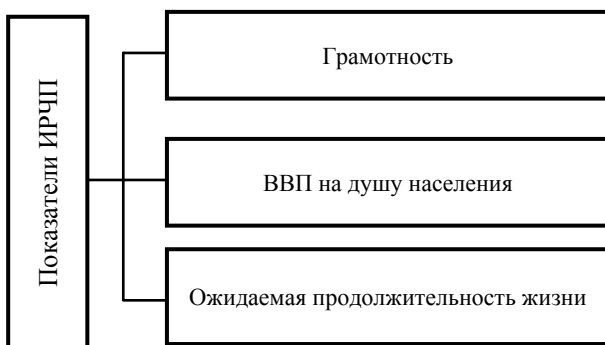 Показатели ИРЧП
Грамотность
ВВП на душу населения
Ожидаемая продолжительность жизни